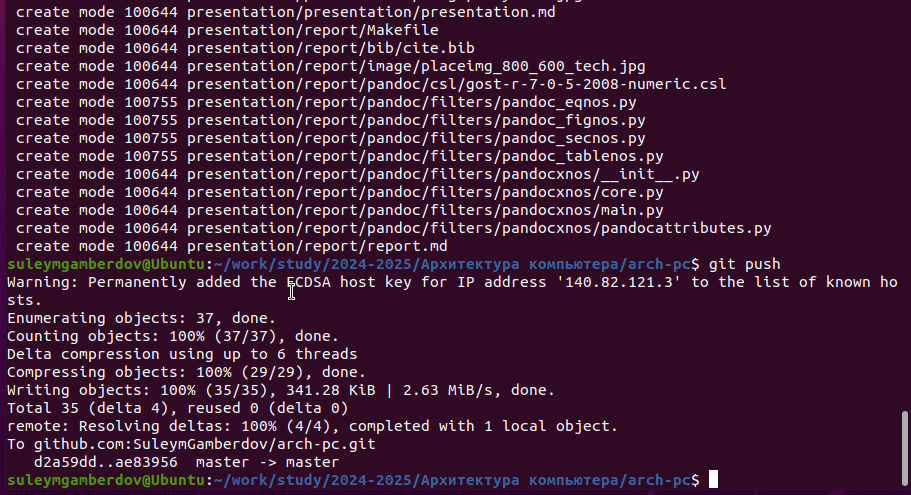 create mode 100644 presentation/presentation/presentation.md
create mode 100644 presentation/report/Makefile
create mode 100644 presentation/report/bib/cite.bib
create mode 100644 presentation/report/image/placeimg_800_600_tech.jpg
create mode 100644 presentation/report/pandoc/csl/gost-r-7-0-5-2008-numeric.csl
create mode 100755 presentation/report/pandoc/filters/pandoc_eqnos.py
create mode 100755 presentation/report/pandoc/filters/pandoc_fignos.py
create mode 100755 presentation/report/pandoc/filters/pandoc_secnos.py
create mode 100755 presentation/report/pandoc/filters/pandoc_tablenos.py
create mode 100644 presentation/report/pandoc/filters/pandocxnos/__init__.py
create mode 100644 presentation/report/pandoc/filters/pandocxnos/core.py
create mode 100644 presentation/report/pandoc/filters/pandocxnos/main.py
create mode 100644 presentation/report/pandoc/filters/pandocxnos/pandocattributes.py
create mode 100644 presentation/report/report.md
suleymgamberdov@Ubuntu:~/work/study/2024-2025/Архитектура компьютера/arch-pc$ git push
Warning: Permanently added the ECDSA host key for IP address '140.82.121.3' to the list of known ho
sts.
Enumerating objects: 37, done.
Counting objects: 100% (37/37), done.
Delta compression using up to 6 threads
Compressing objects: 100% (29/29), done.
Writing objects: 100% (35/35), 341.28 KiB | 2.63 MiB/s, done.
Total 35 (delta 4), reused 0 (delta 0)
remote: Resolving deltas: 100% (4/4), completed with 1 local object.
To github.com:SuleymGamberdov/arch-pc.git
d2a59dd..ae83956  master -> master
suleymgamberdov@Ubuntu:~/work/study/2024-2025/Архитектура компьютера/arch-pc$